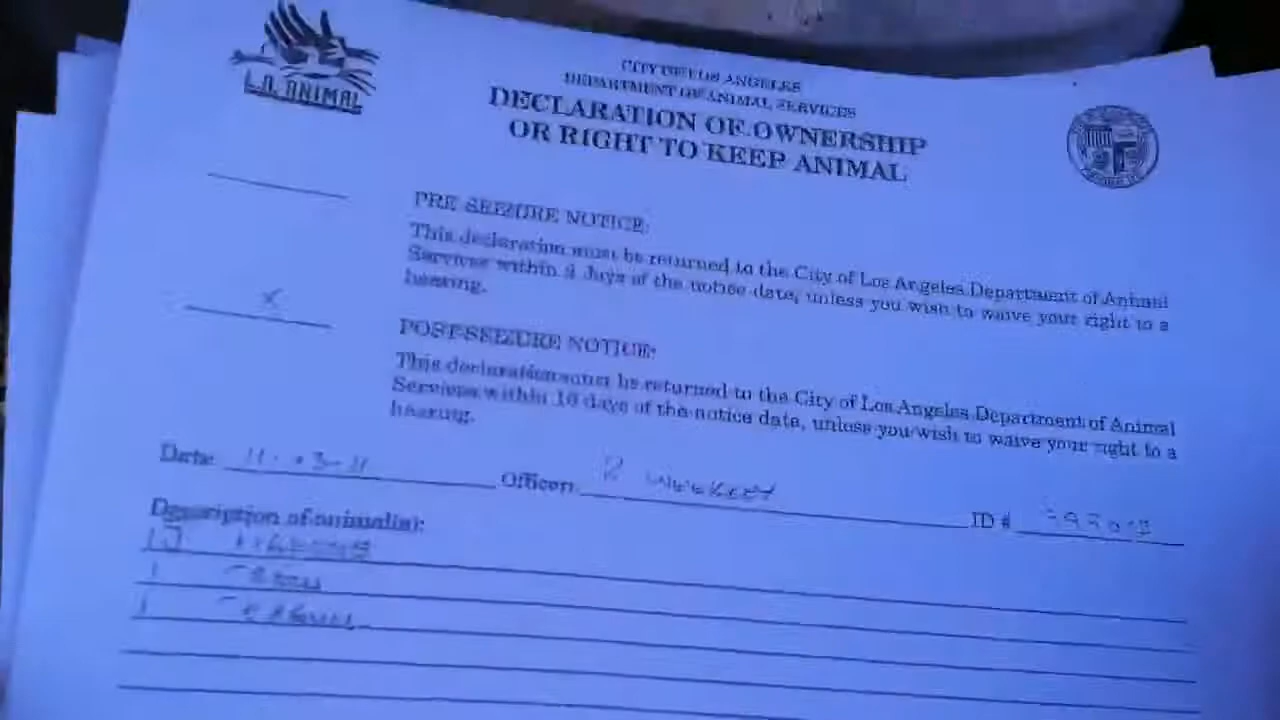 L.A. ANIMAL
CITY OF LOS ANGELES
DEPARTMENT OF ANIMAL SERVICES
DECLARATION OF OWNERSHIP
OR RIGHT TO KEEP ANIMAL
PRE SEIZURE NOTICE:
This declaration must be returned to the City of Los Angeles Department of Animal
Services within days of the notice date, unless you wish to waive your right to a
hearing.
X
POST-SEIZURE NOTICE:
This declaration must be returned to the City of Los Angeles Department of Animal
Services within 10 days of the notice date, unless you wish to waive your right to a
hearing.
Date: Officer: ID #
Description of animal(s):
1
1